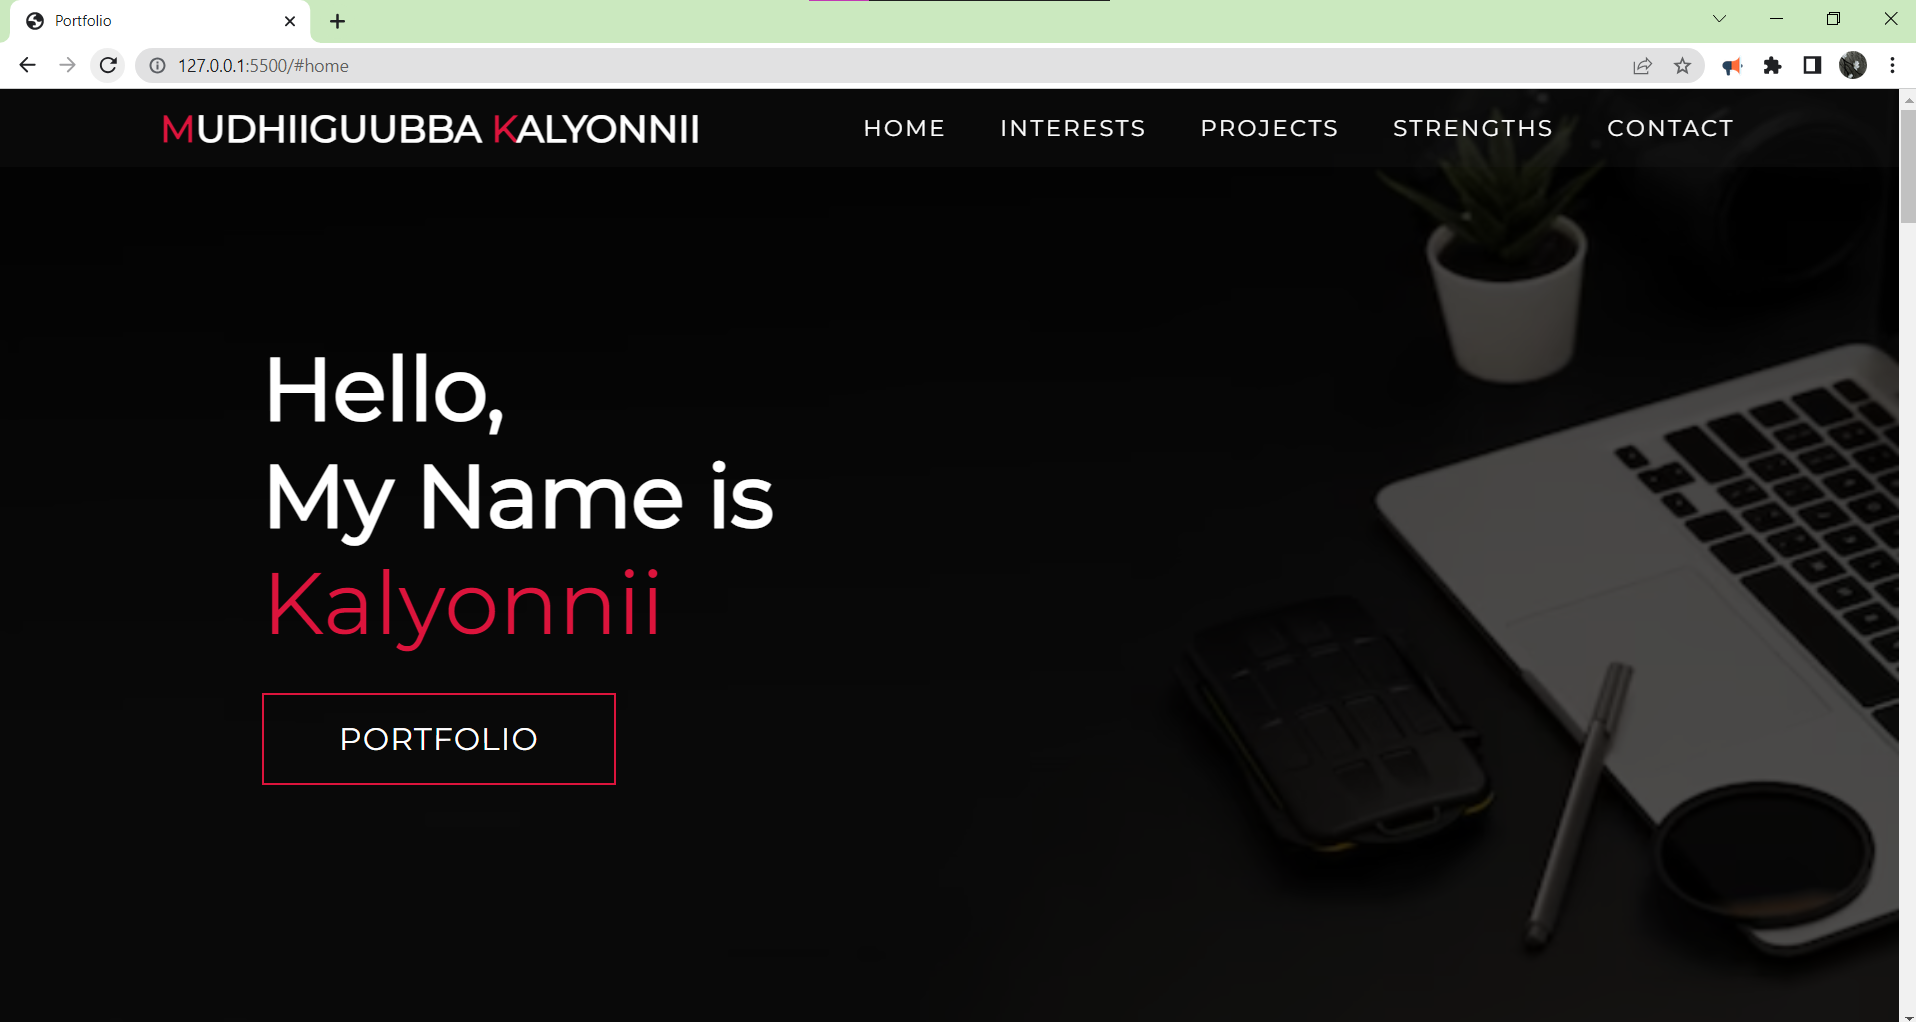 Portfolio
127.0.0.1:5500/#home
MUDHIIGUUBBA KALYONNII
HOME INTERESTS PROJECTS STRENGTHS CONTACT
Hello,
My Name is
Kalyonnii
PORTFOLIO